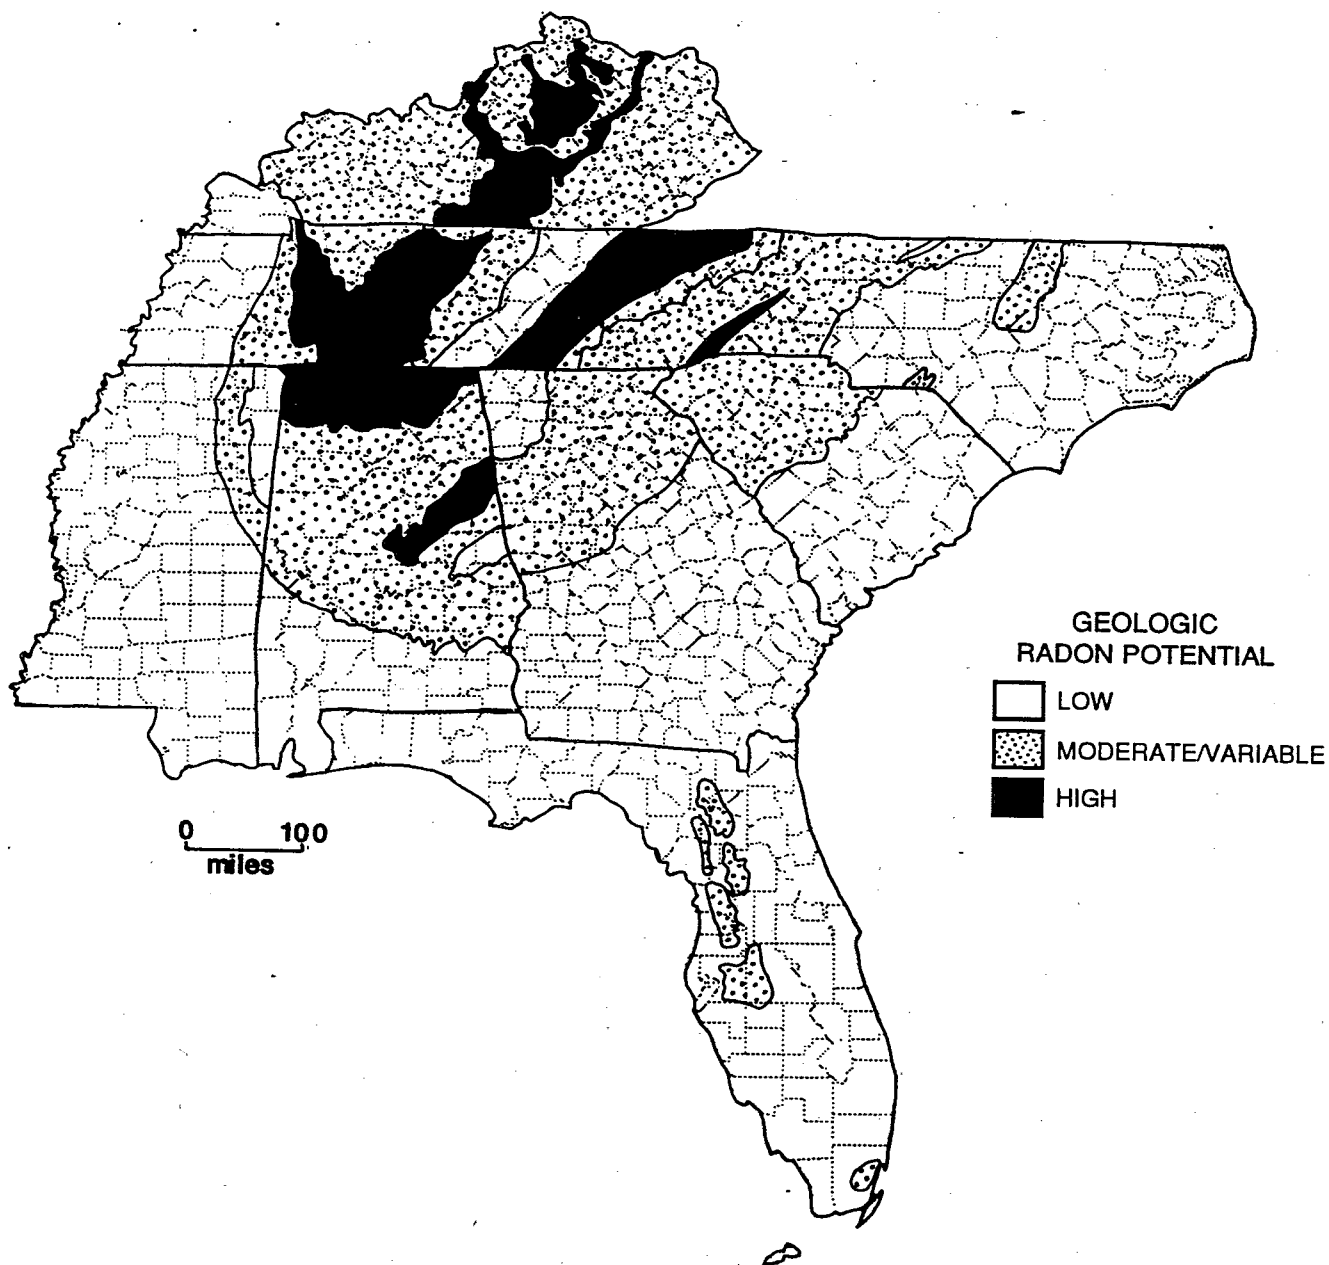 GEOLOGIC
RADON POTENTIAL
LOW
MODERATE/VARIABLE
HIGH
0 100
miles